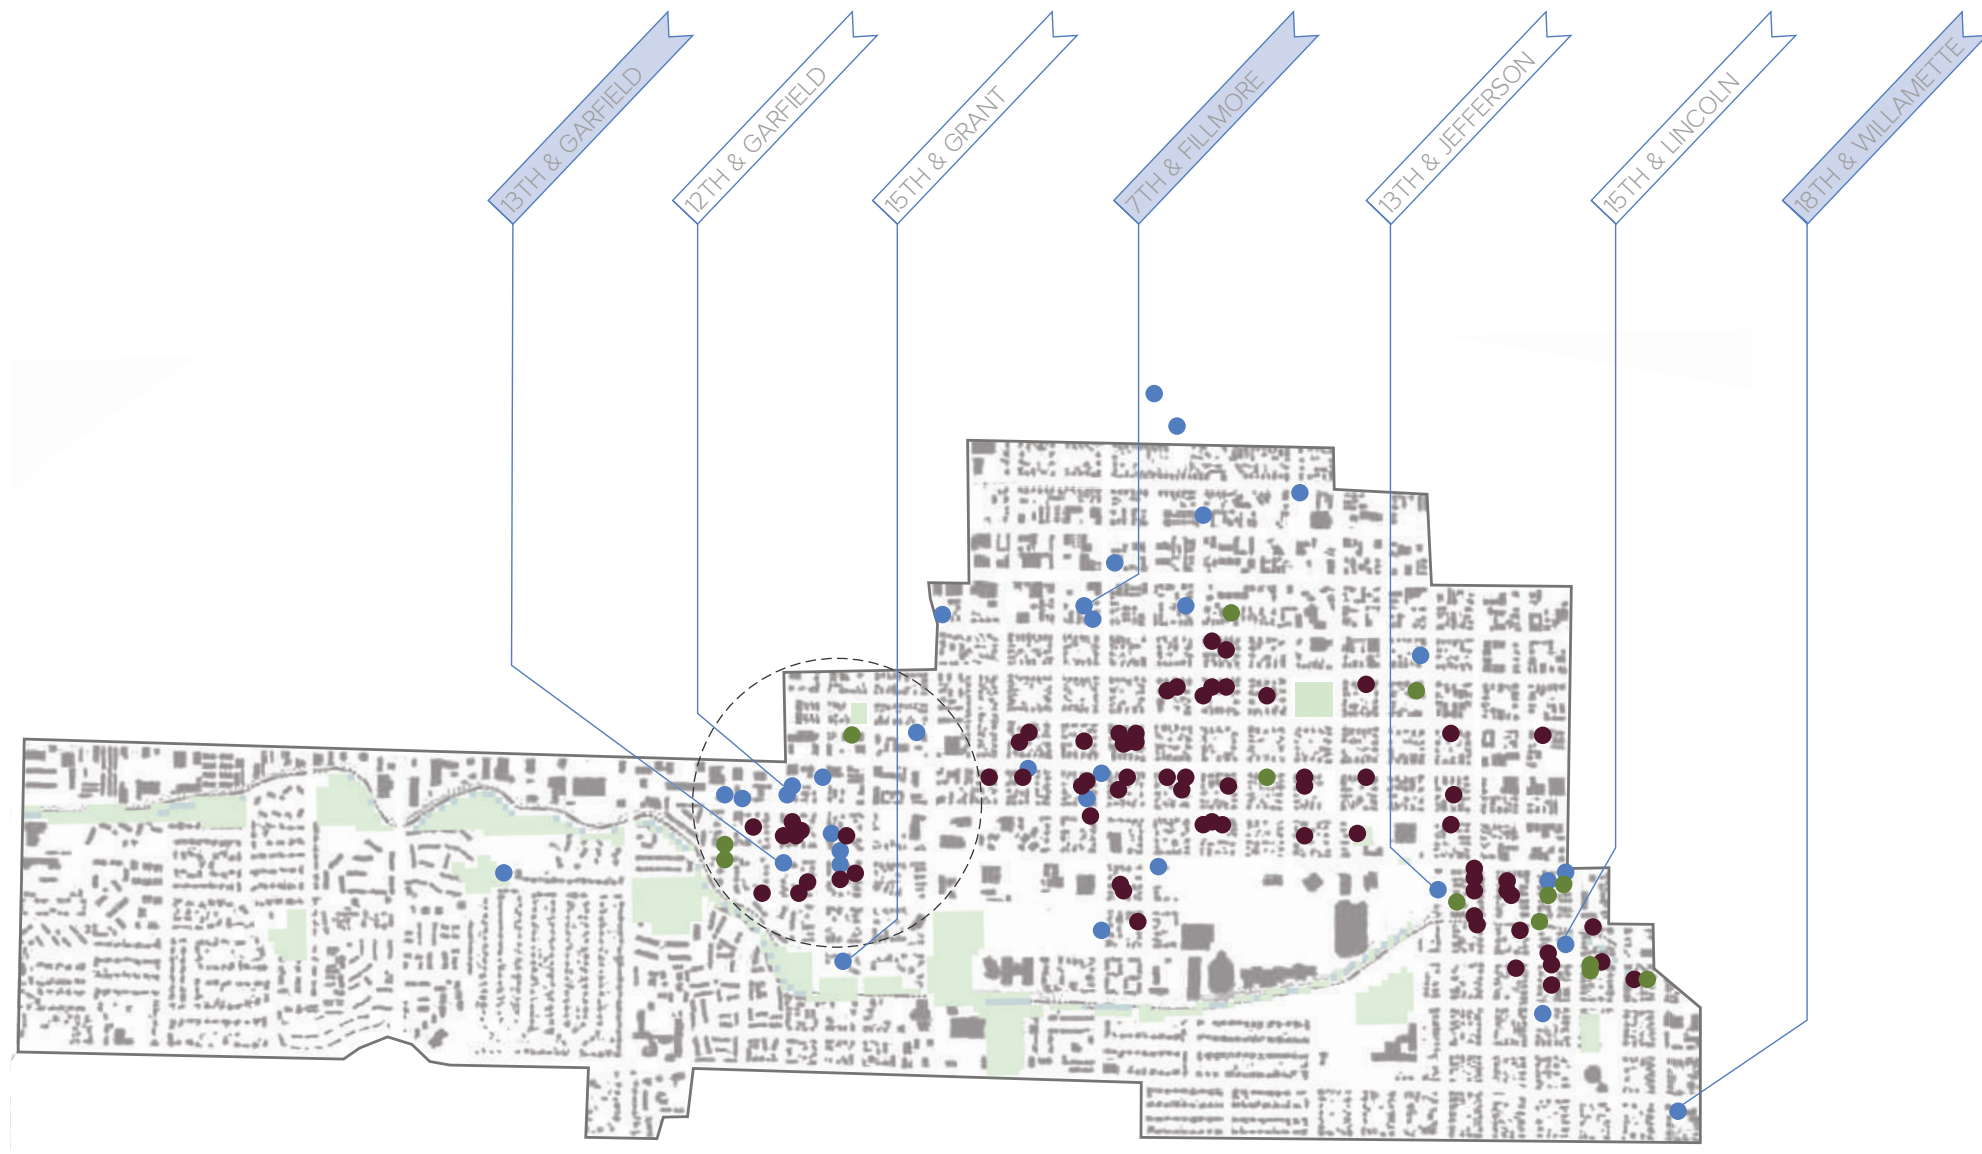 13TH & GARFIELD
12TH & GARFIELD
15TH & GRANT
7TH & FILLMORE
13TH & JEFFERSON
15TH & LINCOLN
18TH & WILLAMETTE